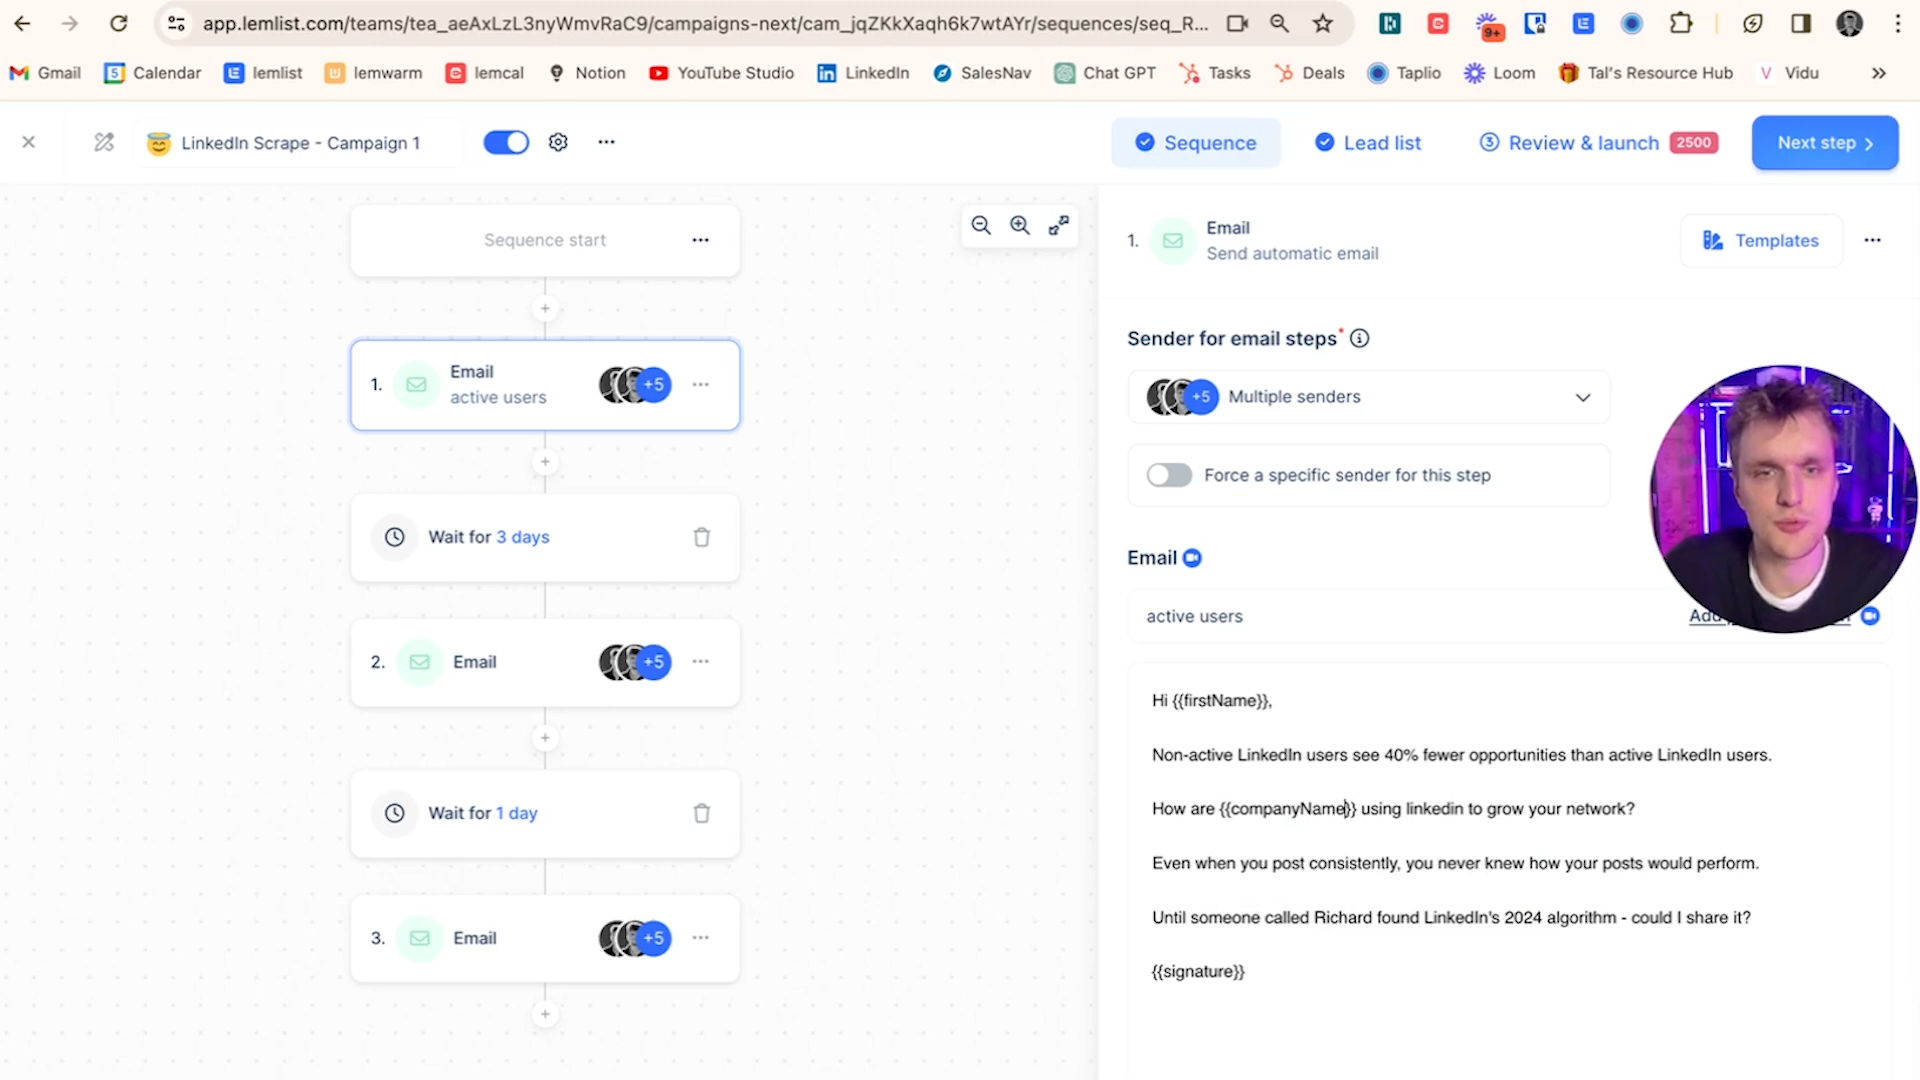 app.lemlist.com/teams/tea_aeAxLzL3nyWmvRaC9/campaigns-next/cam_jqZKkXaqh6k7wtAYr/sequences/seq_R...
9+
Gmail
5
Calendar
lemlist
lemwarm
lemcal
Notion
YouTube Studio
LinkedIn
SalesNav
Chat GPT
Tasks
Deals
Taplio
Loom
Tal's Resource Hub
Vidu
LinkedIn Scrape - Campaign 1
Sequence
Lead list
3 Review & launch 2500
Next step
Sequence start
1. Email
active users
+5
Wait for 3 days
2. Email
+5
Wait for 1 day
3. Email
+5
1. Email
Send automatic email
Templates
Sender for email steps*
+5 Multiple senders
Force a specific sender for this step
Email
active users
Hi {{firstName}},
Non-active LinkedIn users see 40% fewer opportunities than active LinkedIn users.
How are {{companyName}} using linkedin to grow your network?
Even when you post consistently, you never knew how your posts would perform.
Until someone called Richard found LinkedIn's 2024 algorithm - could I share it?
{{signature}}